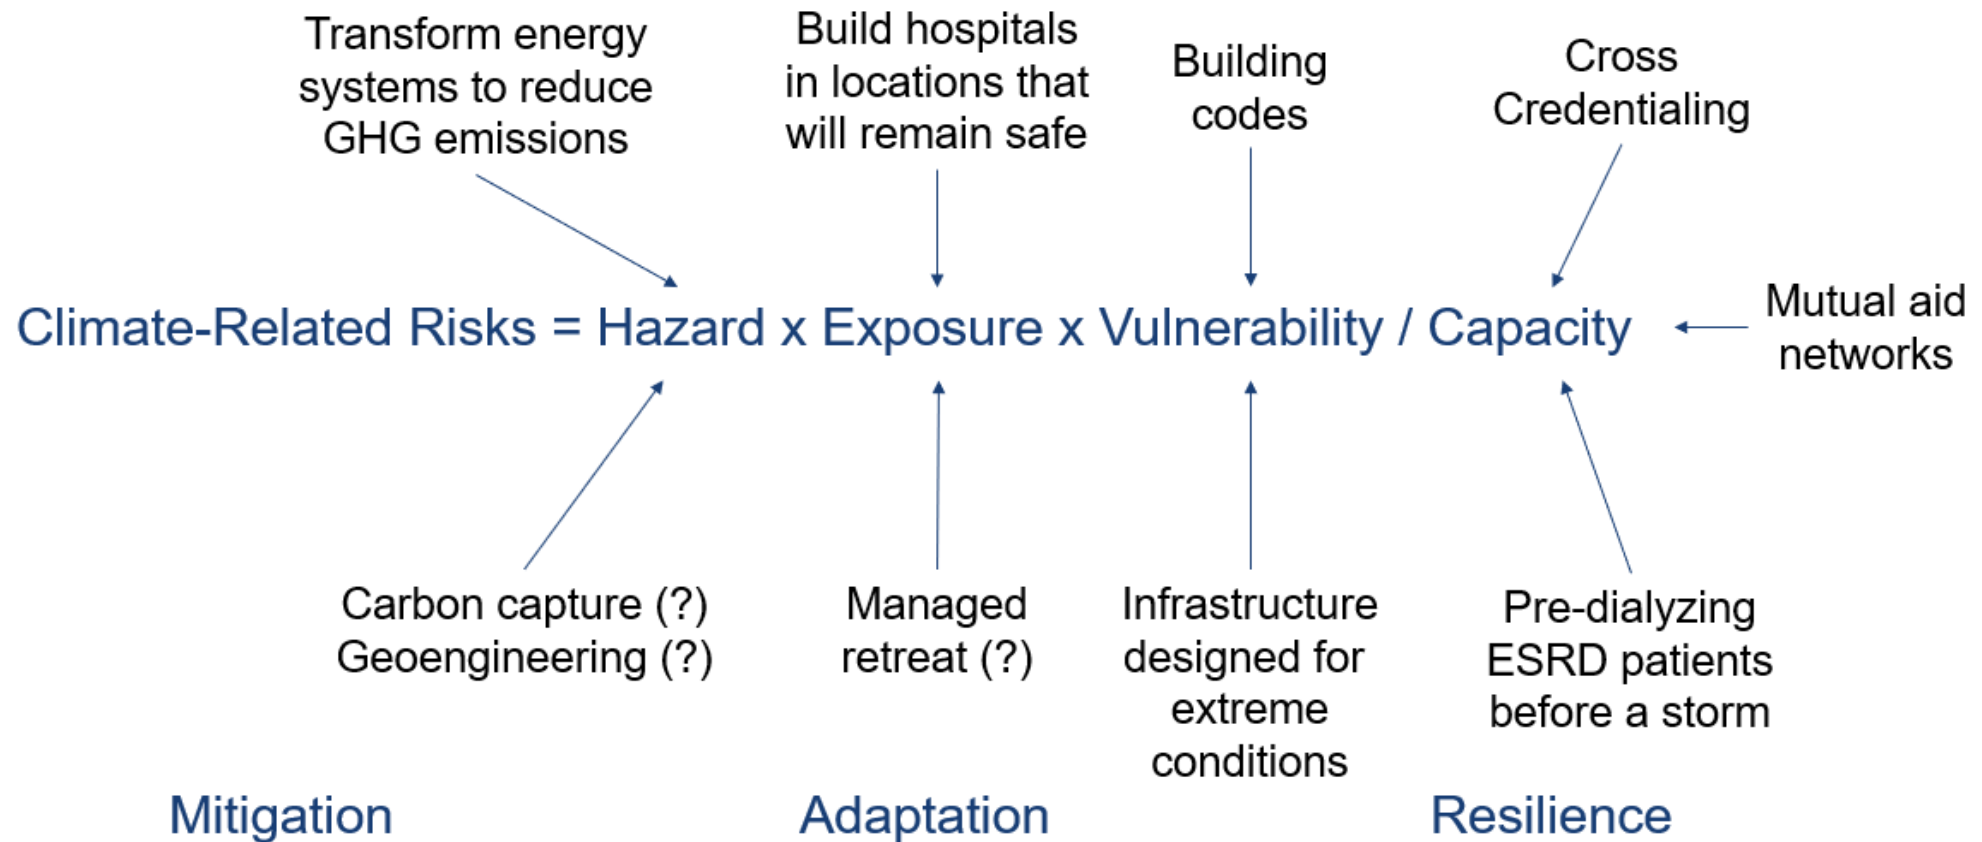 Transform energy
systems to reduce
GHG emissions
Build hospitals
in locations that
will remain safe
Building
codes
Cross
Credentialing
Climate-Related Risks = Hazard x Exposure x Vulnerability / Capacity
Mutual aid
networks
Carbon capture (?)
Geoengineering (?)
Managed
retreat (?)
Infrastructure
designed for
extreme
conditions
Pre-dialyzing
ESRD patients
before a storm
Mitigation
Adaptation
Resilience